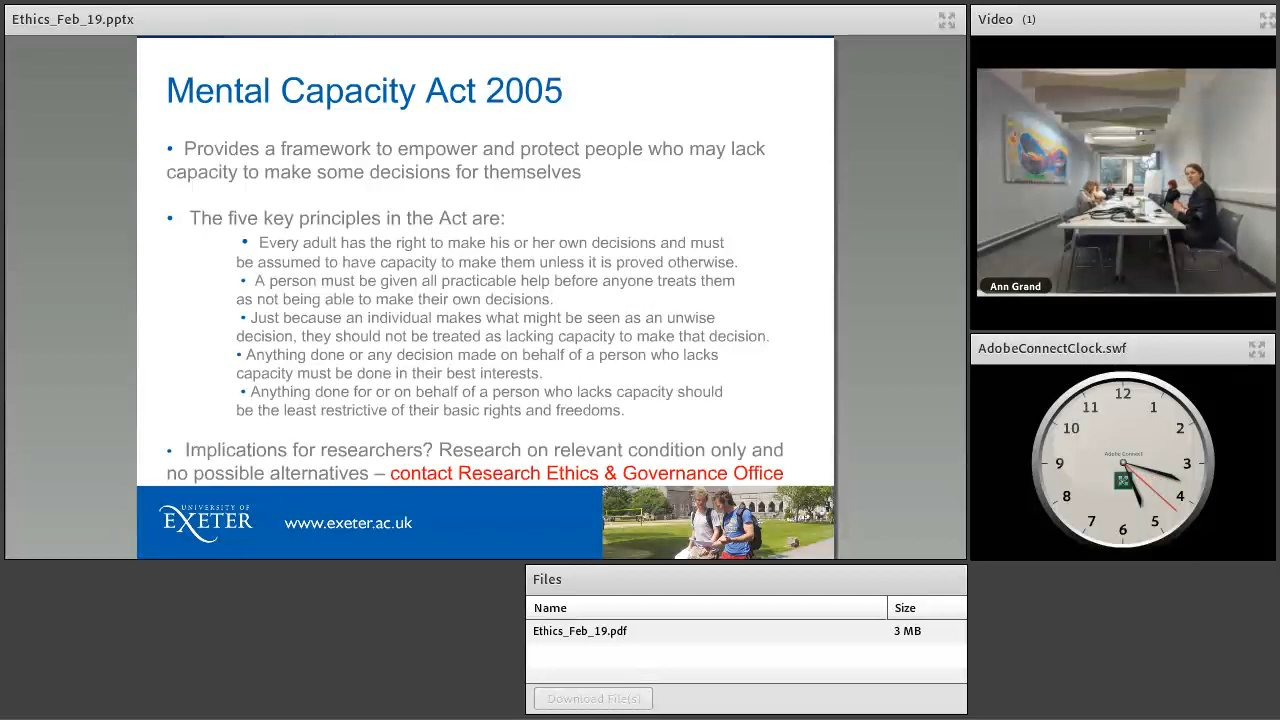 Ethics_Feb_19.pptx
Mental Capacity Act 2005
• Provides a framework to empower and protect people who may lack
capacity to make some decisions for themselves
• The five key principles in the Act are:
• Every adult has the right to make his or her own decisions and must
be assumed to have capacity to make them unless it is proved otherwise.
• A person must be given all practicable help before anyone treats them
as not being able to make their own decisions.
• Just because an individual makes what might be seen as an unwise
decision, they should not be treated as lacking capacity to make that decision.
• Anything done or any decision made on behalf of a person who lacks
capacity must be done in their best interests.
• Anything done for or on behalf of a person who lacks capacity should
be the least restrictive of their basic rights and freedoms.
• Implications for researchers? Research on relevant condition only and
no possible alternatives – contact Research Ethics & Governance Office
UNIVERSITY OF
EXETER
www.exeter.ac.uk
Video (1)
Ann Grand
AdobeConnectClock.swf
12
1
2
3
4
5
6
7
8
9
10
11
Adobe Connect
Files
Name Size
Ethics_Feb_19.pdf 3 MB
Download File(s)